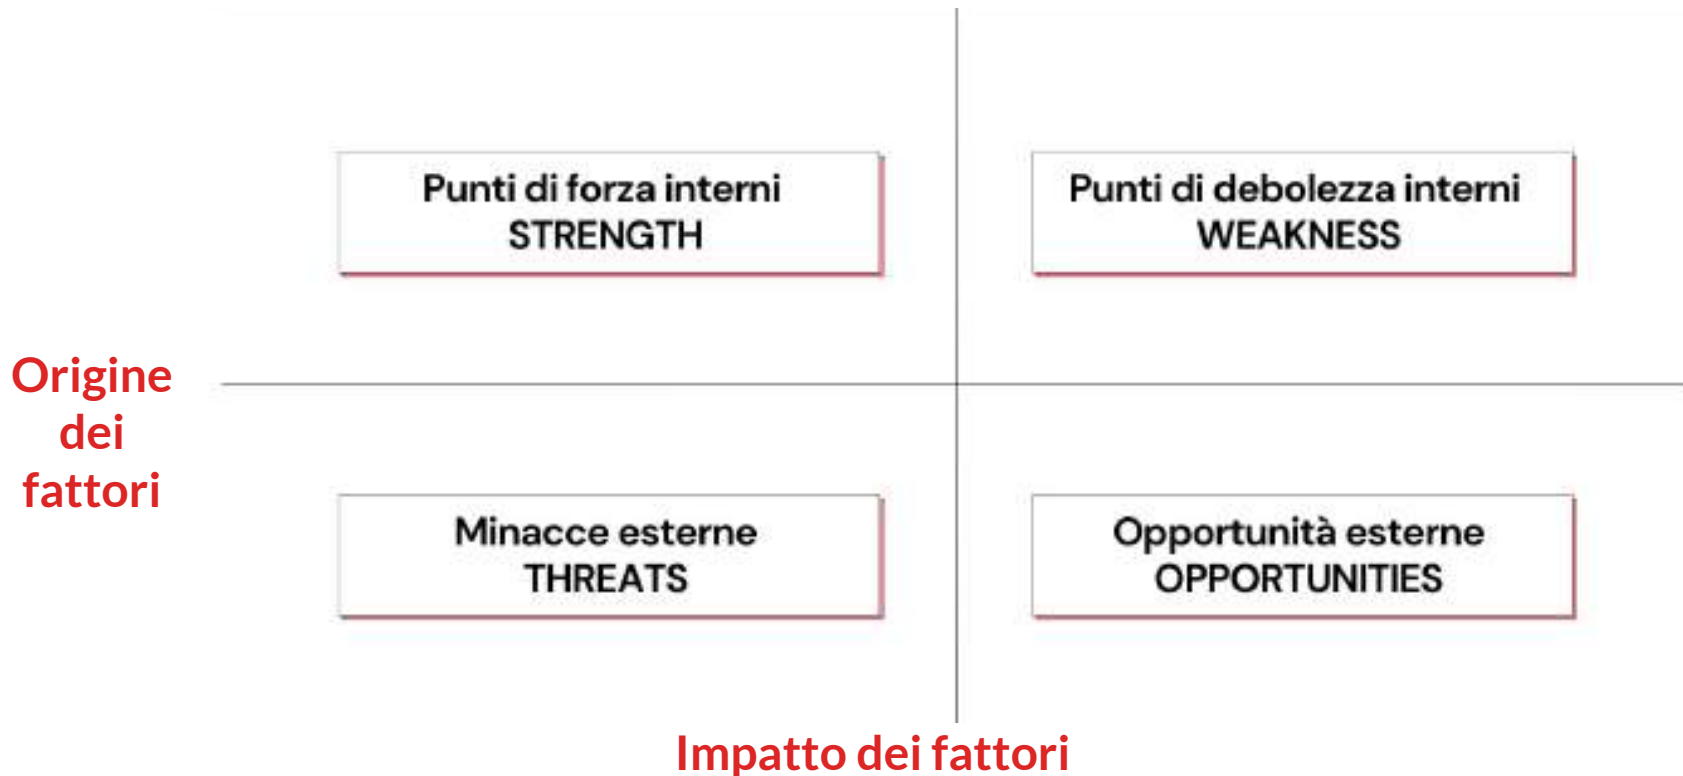 Punti di forza interni
STRENGTH
Punti di debolezza interni
WEAKNESS
Origine
dei
fattori
Minacce esterne
THREATS
Opportunità esterne
OPPORTUNITIES
Impatto dei fattori